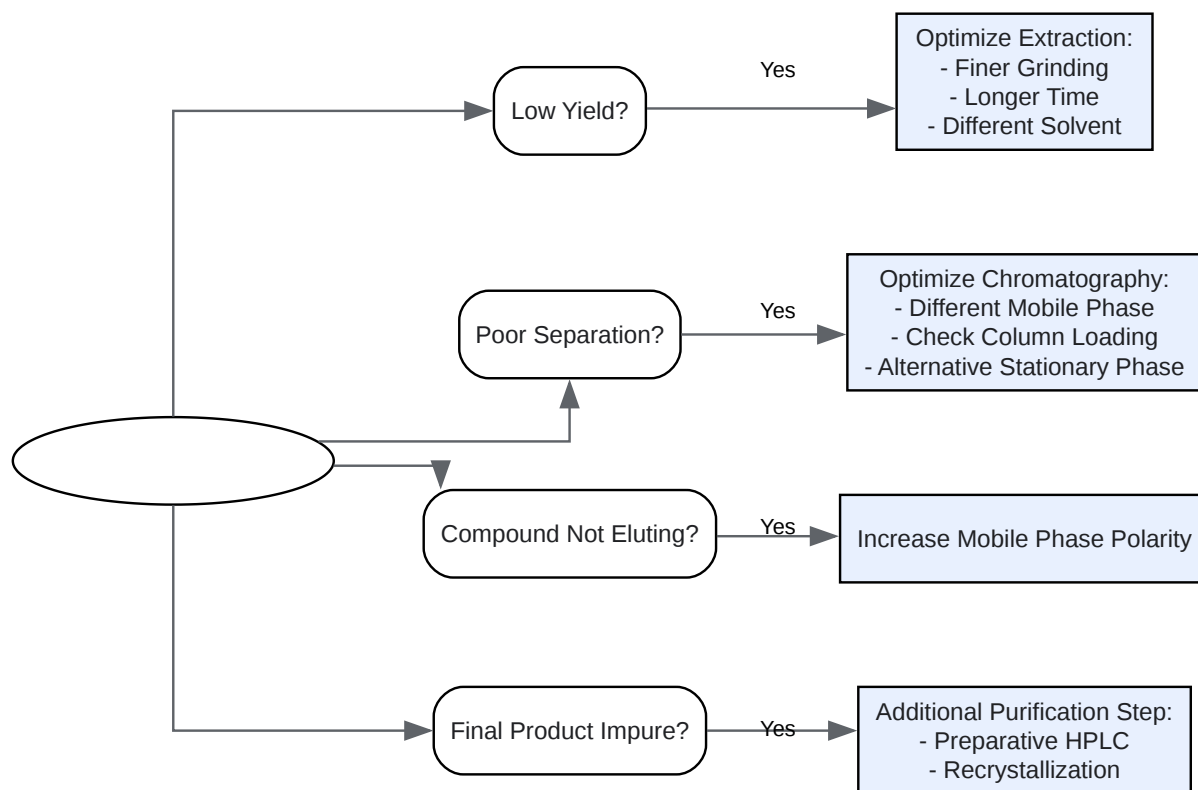 Low Yield?
Yes
Optimize Extraction:
- Finer Grinding
- Longer Time
- Different Solvent
Poor Separation?
Yes
Optimize Chromatography:
- Different Mobile Phase
- Check Column Loading
- Alternative Stationary Phase
Compound Not Eluting?
Yes
Increase Mobile Phase Polarity
Final Product Impure?
Yes
Additional Purification Step:
- Preparative HPLC
- Recrystallization